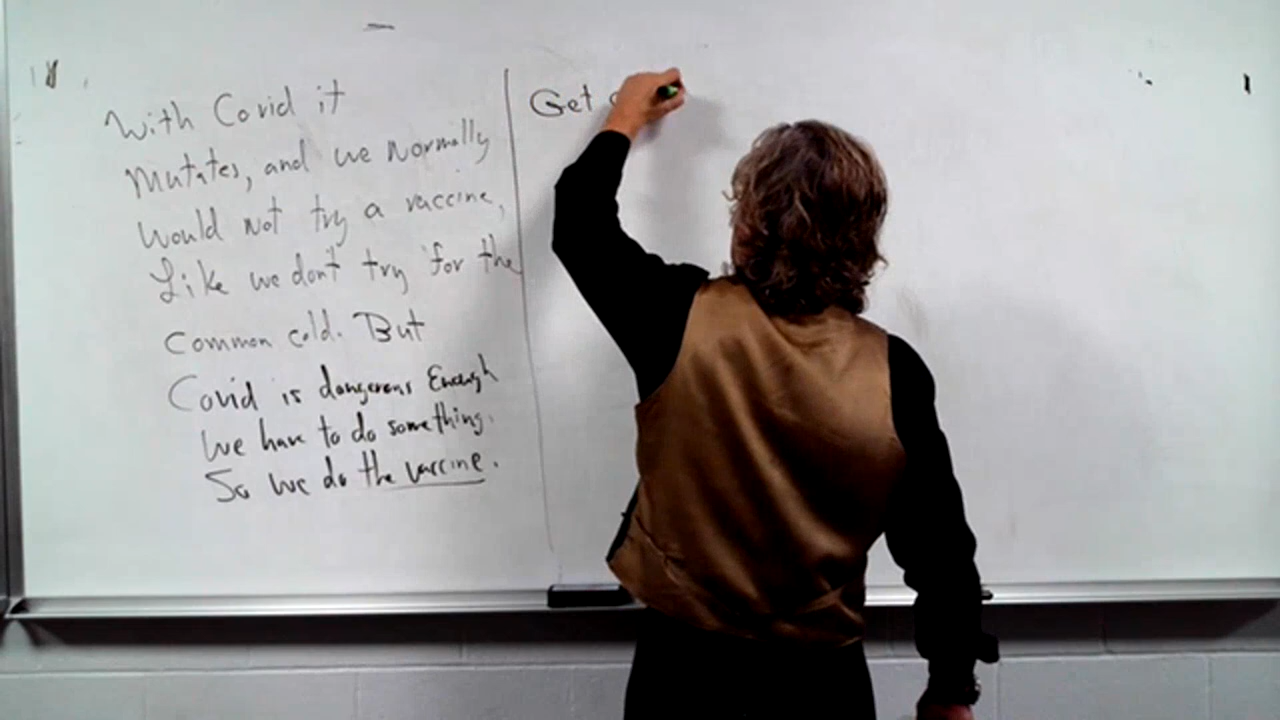 With Covid it
Mutates, and we Normally
Would Not try a vaccine,
Like we don't try for the
Common cold. But
Covid is dangerous Enough
We have to do something.
So we do the vaccine.
Get